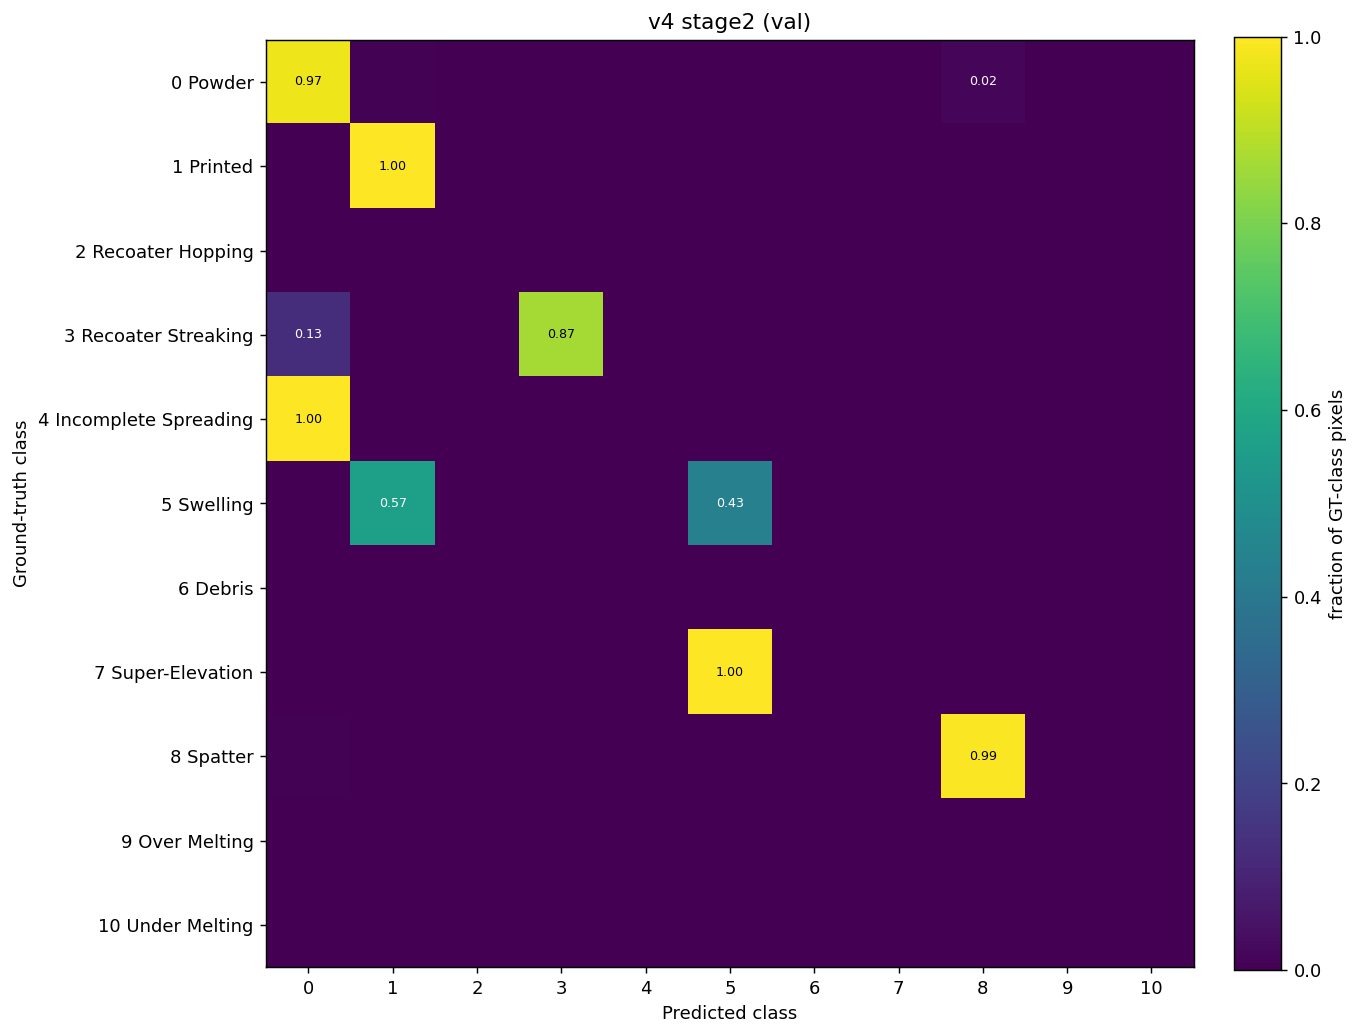 v4 stage2 (val)
0 Powder
0.97
0.02
1 Printed
1.00
2 Recoater Hopping
3 Recoater Streaking
0.13
0.87
4 Incomplete Spreading
1.00
5 Swelling
0.57
0.43
6 Debris
7 Super-Elevation
1.00
8 Spatter
0.99
9 Over Melting
10 Under Melting
Ground-truth class
0 1 2 3 4 5 6 7 8 9 10
Predicted class
1.0
0.8
0.6
0.4
0.2
0.0
fraction of GT-class pixels